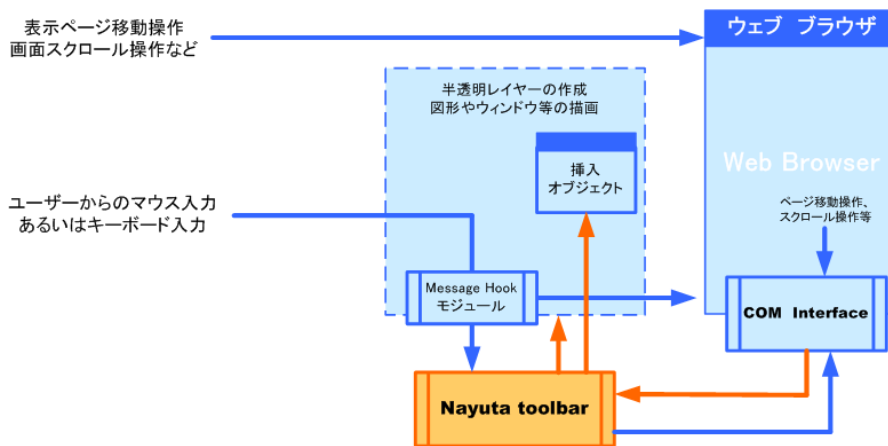 表示ページ移動操作
画面スクロール操作など
ウェブ ブラウザ
半透明レイヤーの作成
図形やウィンドウ等の描画
挿入
オブジェクト
Web Browser
ユーザーからのマウス入力
あるいはキーボード入力
ページ移動操作、
スクロール操作等
Message Hook
モジュール
COM Interface
Nayuta toolbar